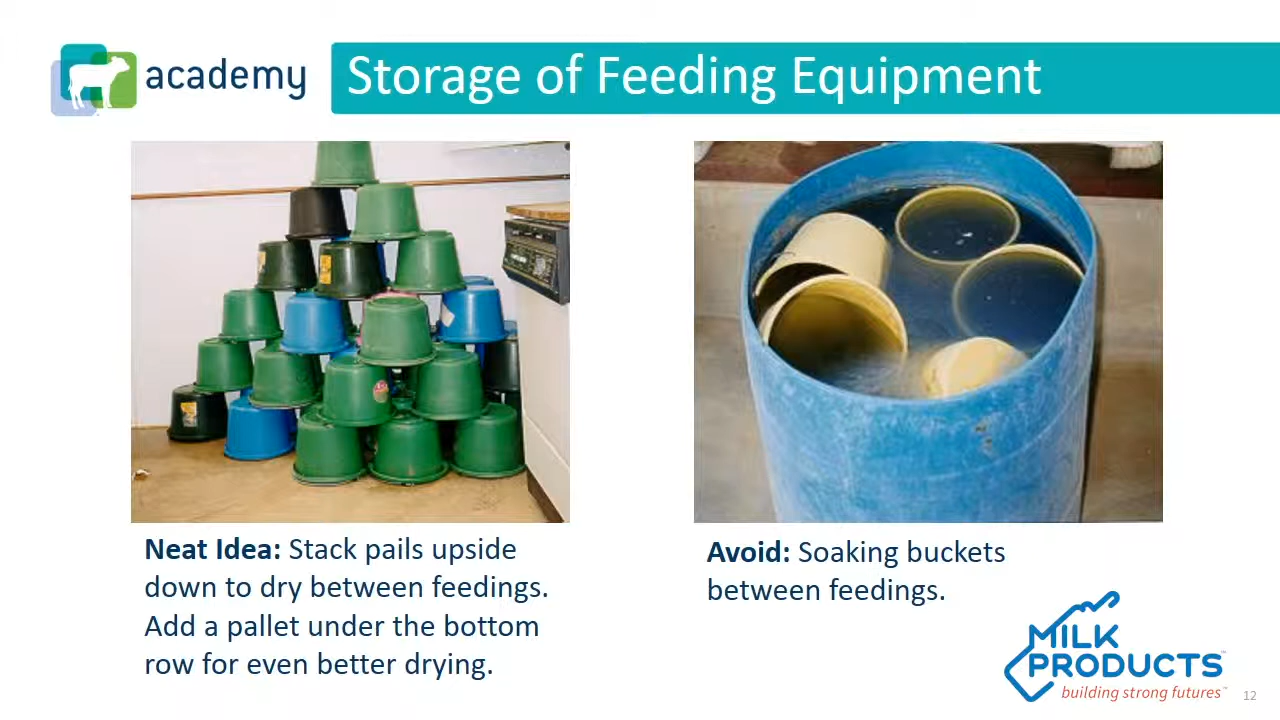 academy
Storage of Feeding Equipment
Neat Idea: Stack pails upside
down to dry between feedings.
Add a pallet under the bottom
row for even better drying.
Avoid: Soaking buckets
between feedings.
MILK
PRODUCTS
building strong futures™
12